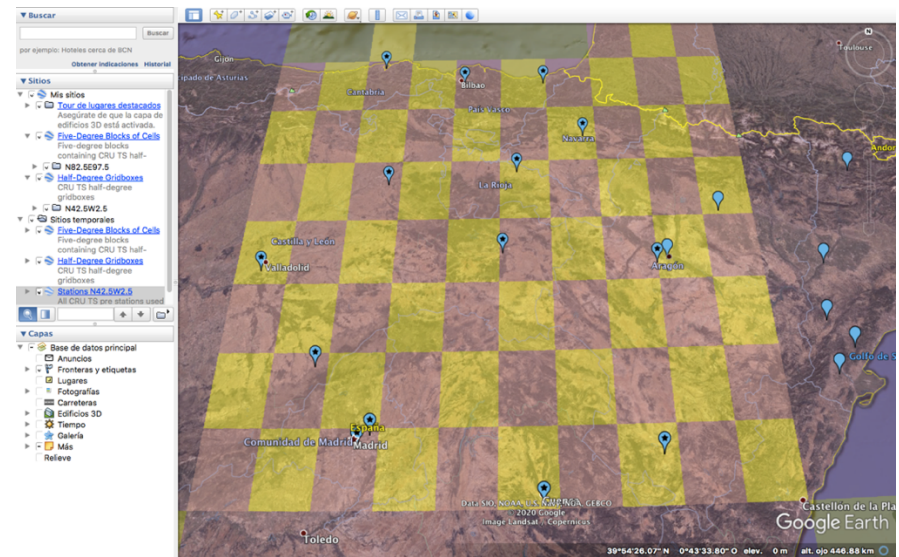 Buscar
Buscar
por ejemplo: Hoteles cerca de BCN
Obtener indicaciones Historial
Sitios
Mis sitios
Tour de lugares destacados
Asegúrate de que la capa de
edificios 3D está activada.
Five-Degree Blocks of Cells
Five-degree blocks
containing CRU TS half-
N82.5E97.5
Half-Degree Gridboxes
CRU TS half-degree
gridboxes
N42.5W2.5
Sitios temporales
Five-Degree Blocks of Cells
Five-degree blocks
containing CRU TS half-
Half-Degree Gridboxes
CRU TS half-degree
gridboxes
Stations N42.5W2.5
All CRU TS pre stations used
Capas
Base de datos principal
Anuncios
Fronteras y etiquetas
Lugares
Fotografías
Carreteras
Edificios 3D
Tiempo
Galería
Más
Relieve
N
Toulouse
Gijon
cipado de Asturias
Cantabria
Bilbao
País Vasco
Navarra
Andor
La Rioja
Castilla y León
Valladolid
Aragón
Golfo de S
España
Comunidad de Madrid
Madrid
Data SIO, NOAA, U.S. Navy, NGA, GEBCO
© 2020 Google
Image Landsat / Copernicus
Castellón de la Pla
Google Earth
Toledo
39°54'26.07" N 0°43'33.80" O elev. 0 m alt. ojo 446.88 km